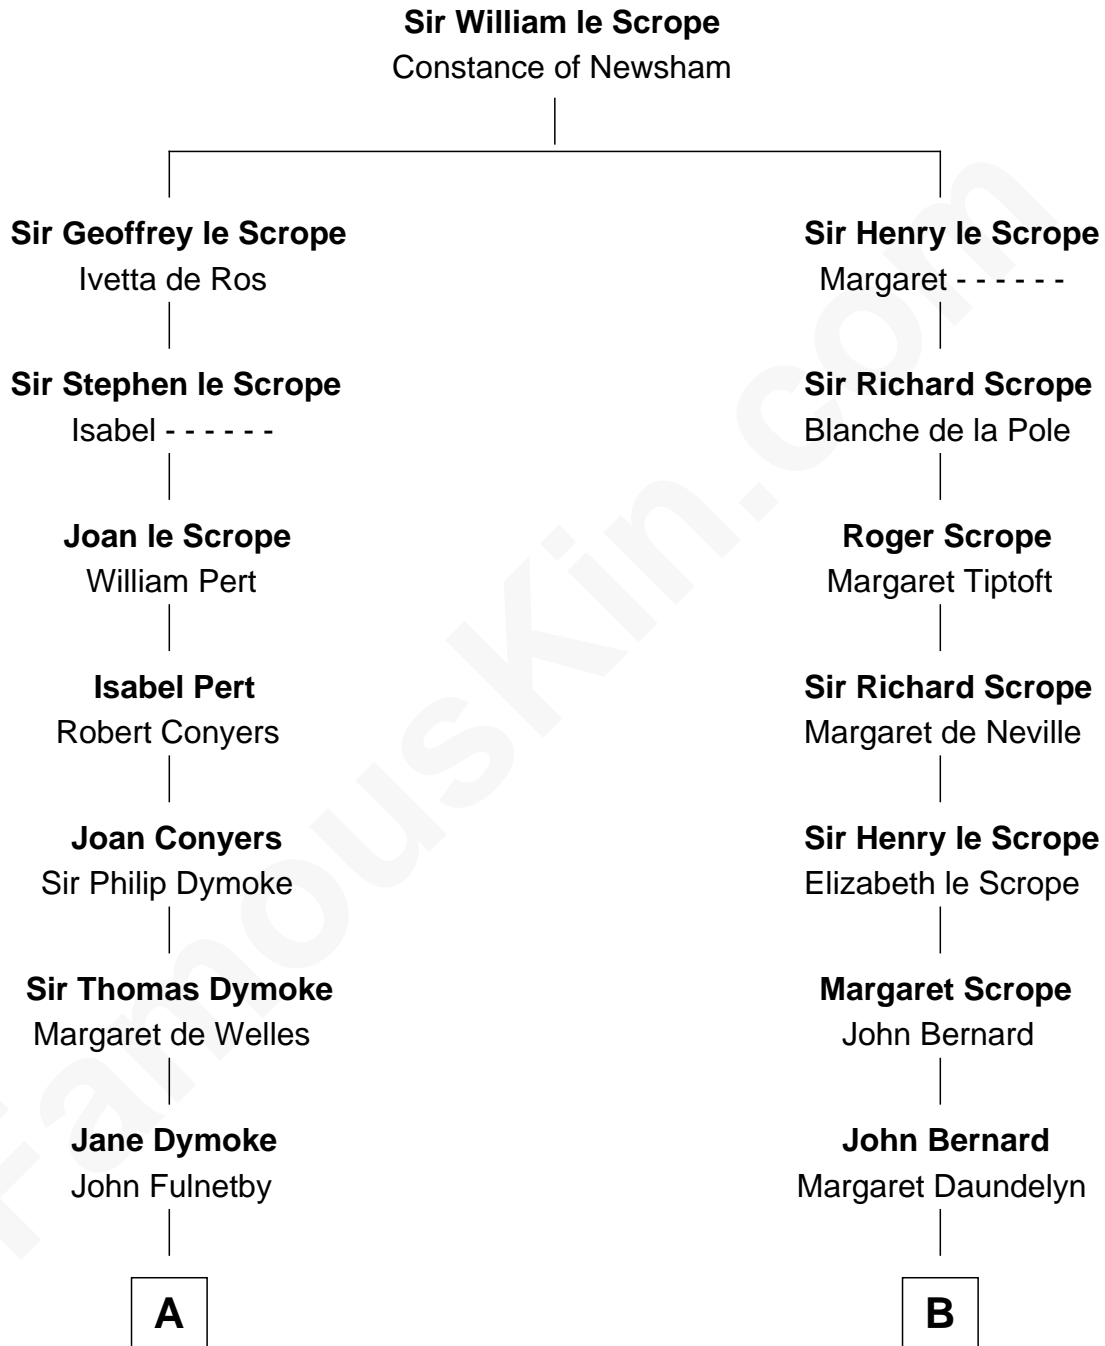 Sir William le Scrope
Constance of Newsham
Sir Geoffrey le Scrope
Ivetta de Ros
Sir Henry le Scrope
Margaret - - - - - -
Sir Stephen le Scrope
Isabel - - - - - -
Sir Richard Scrope
Blanche de la Pole
Joan le Scrope
William Pert
Roger Scrope
Margaret Tiptoft
Isabel Pert
Robert Conyers
Sir Richard Scrope
Margaret de Neville
Joan Conyers
Sir Philip Dymoke
Sir Henry le Scrope
Elizabeth le Scrope
Sir Thomas Dymoke
Margaret de Welles
Margaret Scrope
John Bernard
Jane Dymoke
John Fulnetby
John Bernard
Margaret Daundelyn
A
B
FamousKin.com